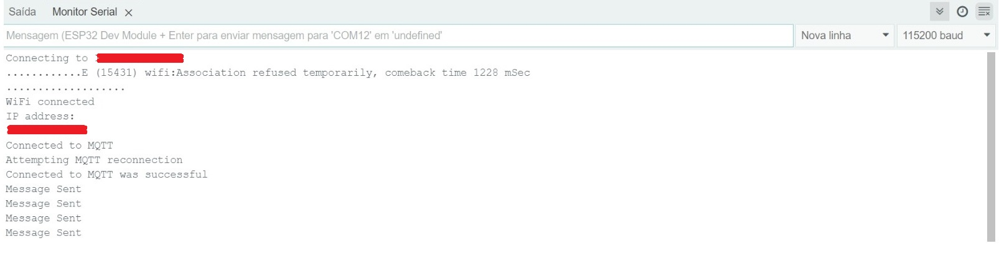 Saída Monitor Serial
Mensagem (ESP32 Dev Module + Enter para enviar mensagem para 'COM12' em 'undefined' Nova linha 115200 baud
Connecting to
............E (15431) wifi:Association refused temporarily, comeback time 1228 mSec
...................
WiFi connected
IP address:
Connected to MQTT
Attempting MQTT reconnection
Connected to MQTT was successful
Message Sent
Message Sent
Message Sent
Message Sent